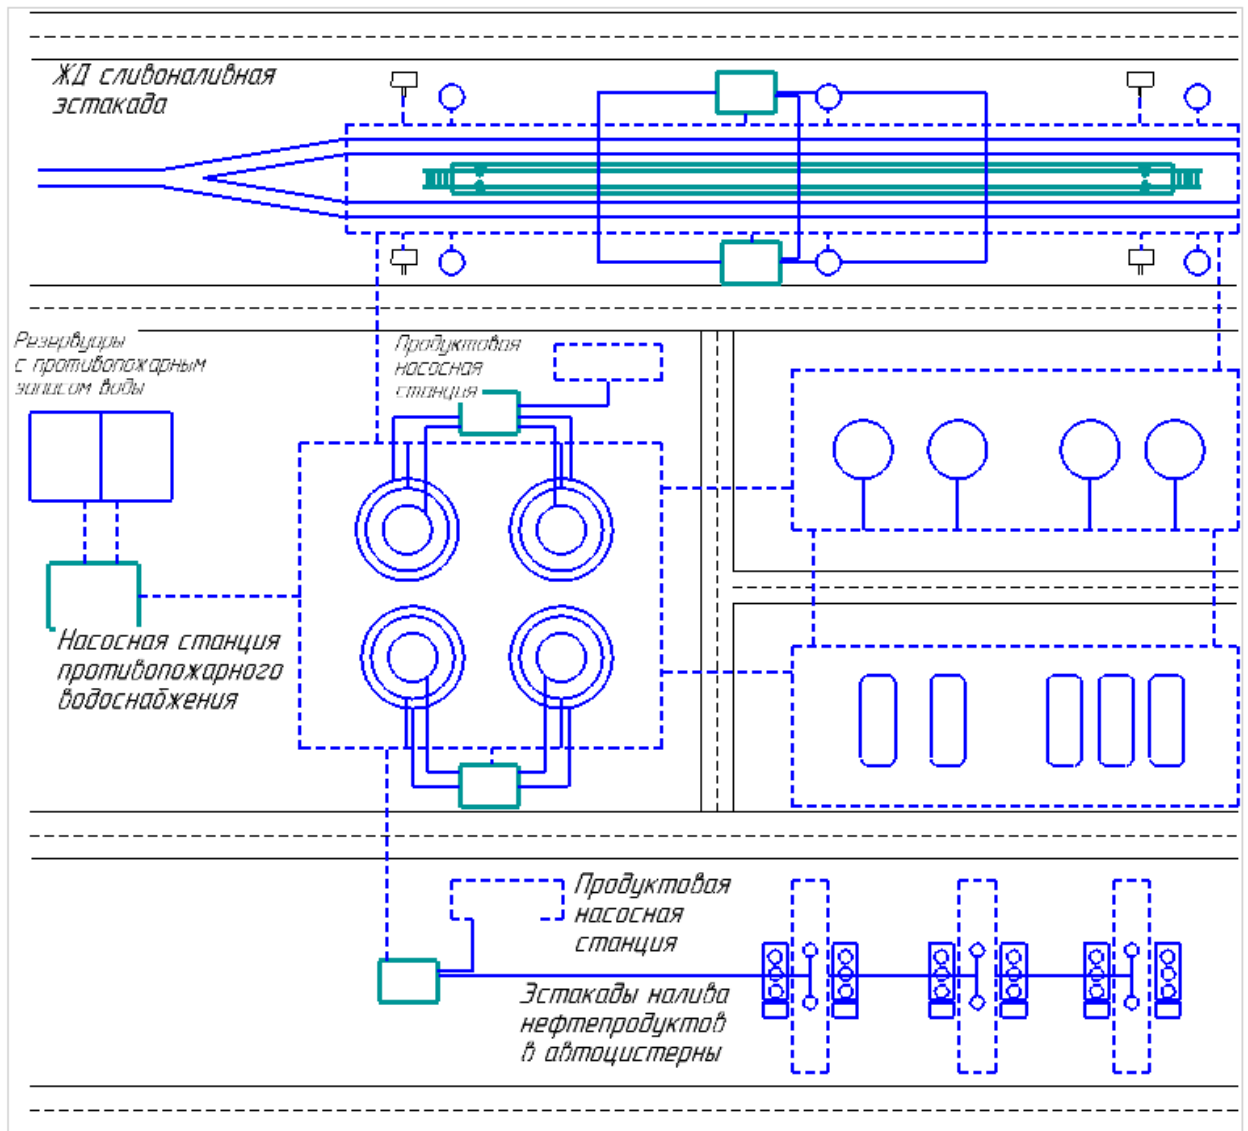 ЖД сливоналивная
эстакада
Резервуары
с противопожарным
запасом воды
Продуктовая
насосная
станция
Насосная станция
противопожарного
водоснабжения
Продуктовая
насосная
станция
Эстакады налива
нефтепродуктов
в автоцистерны